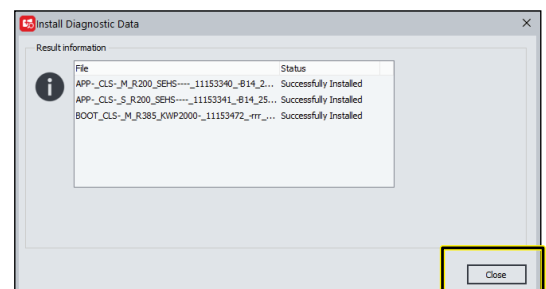 Install Diagnostic Data
Result information
File Status
APP-_CLS-_M_R200_SEHS----_11153340_-B14_2... Successfully Installed
APP-_CLS-_S_R200_SEHS----_11153341_-B14_25... Successfully Installed
BOOT_CLS-_M_R385_KWP2000-_11153472_-rrr_... Successfully Installed
Close